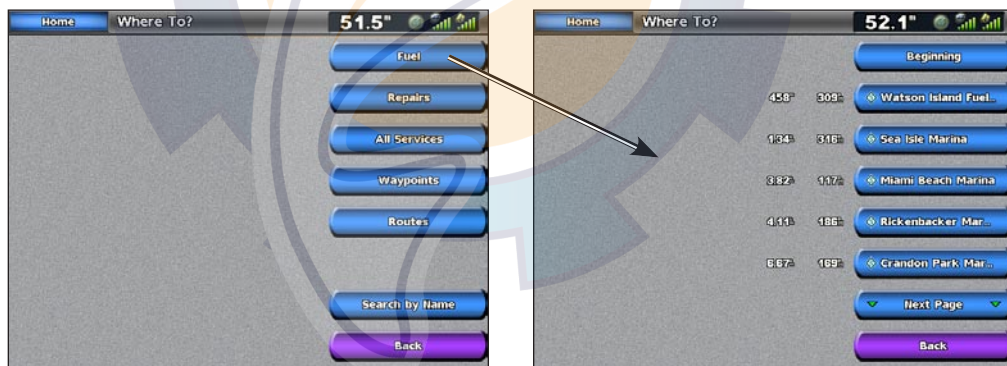 Home Where To? 51.5"
Fuel
Repairs
All Services
Waypoints
Routes
Search by Name
Back
Home Where To? 52.1"
Beginning
Watson Island Fuel..
Sea Isle Marina
Miami Beach Marina
Rickenbacker Mar..
Crandon Park Mar..
Next Page
Back